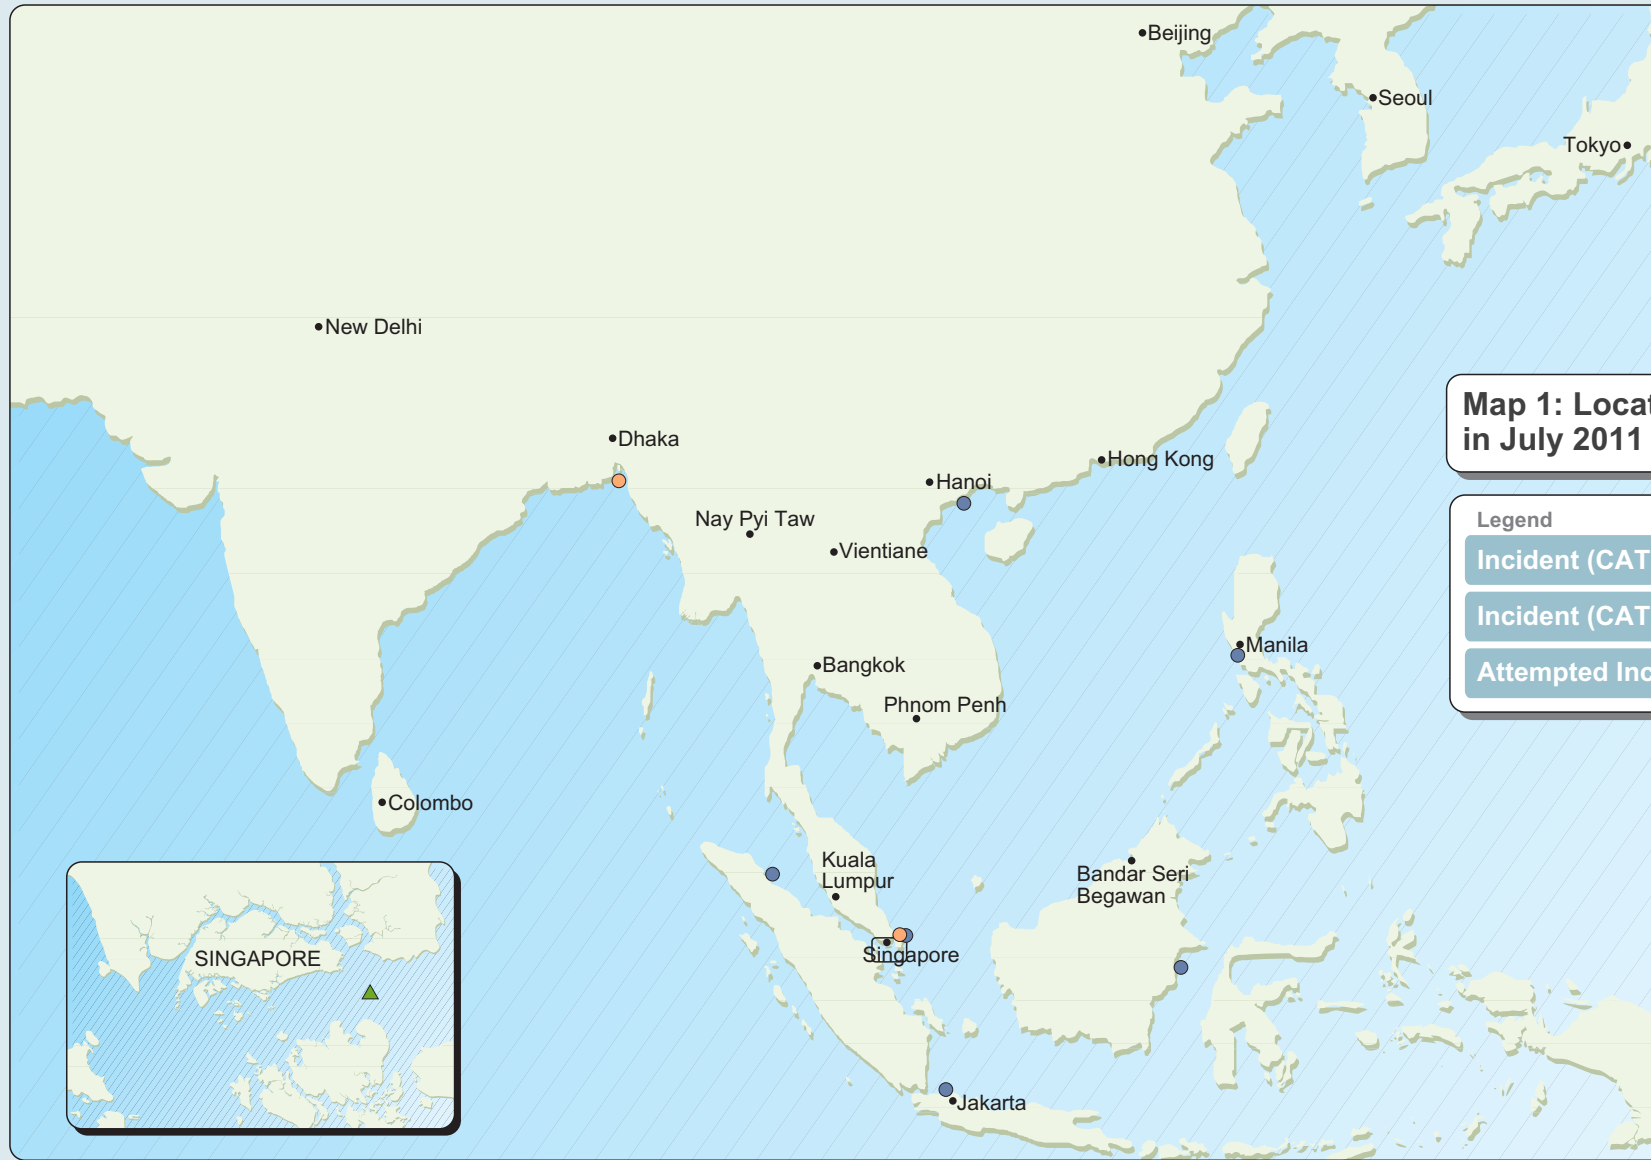 Beijing
Seoul
Tokyo
New Delhi
Map 1: Locat
in July 2011
Dhaka
Hong Kong
Hanoi
Legend
Nay Pyi Taw
Vientiane
Incident (CAT
Incident (CAT
Manila
Bangkok
Attempted Inc
Phnom Penh
Colombo
Kuala
Lumpur
Bandar Seri
Begawan
Singapore
SINGAPORE
Jakarta